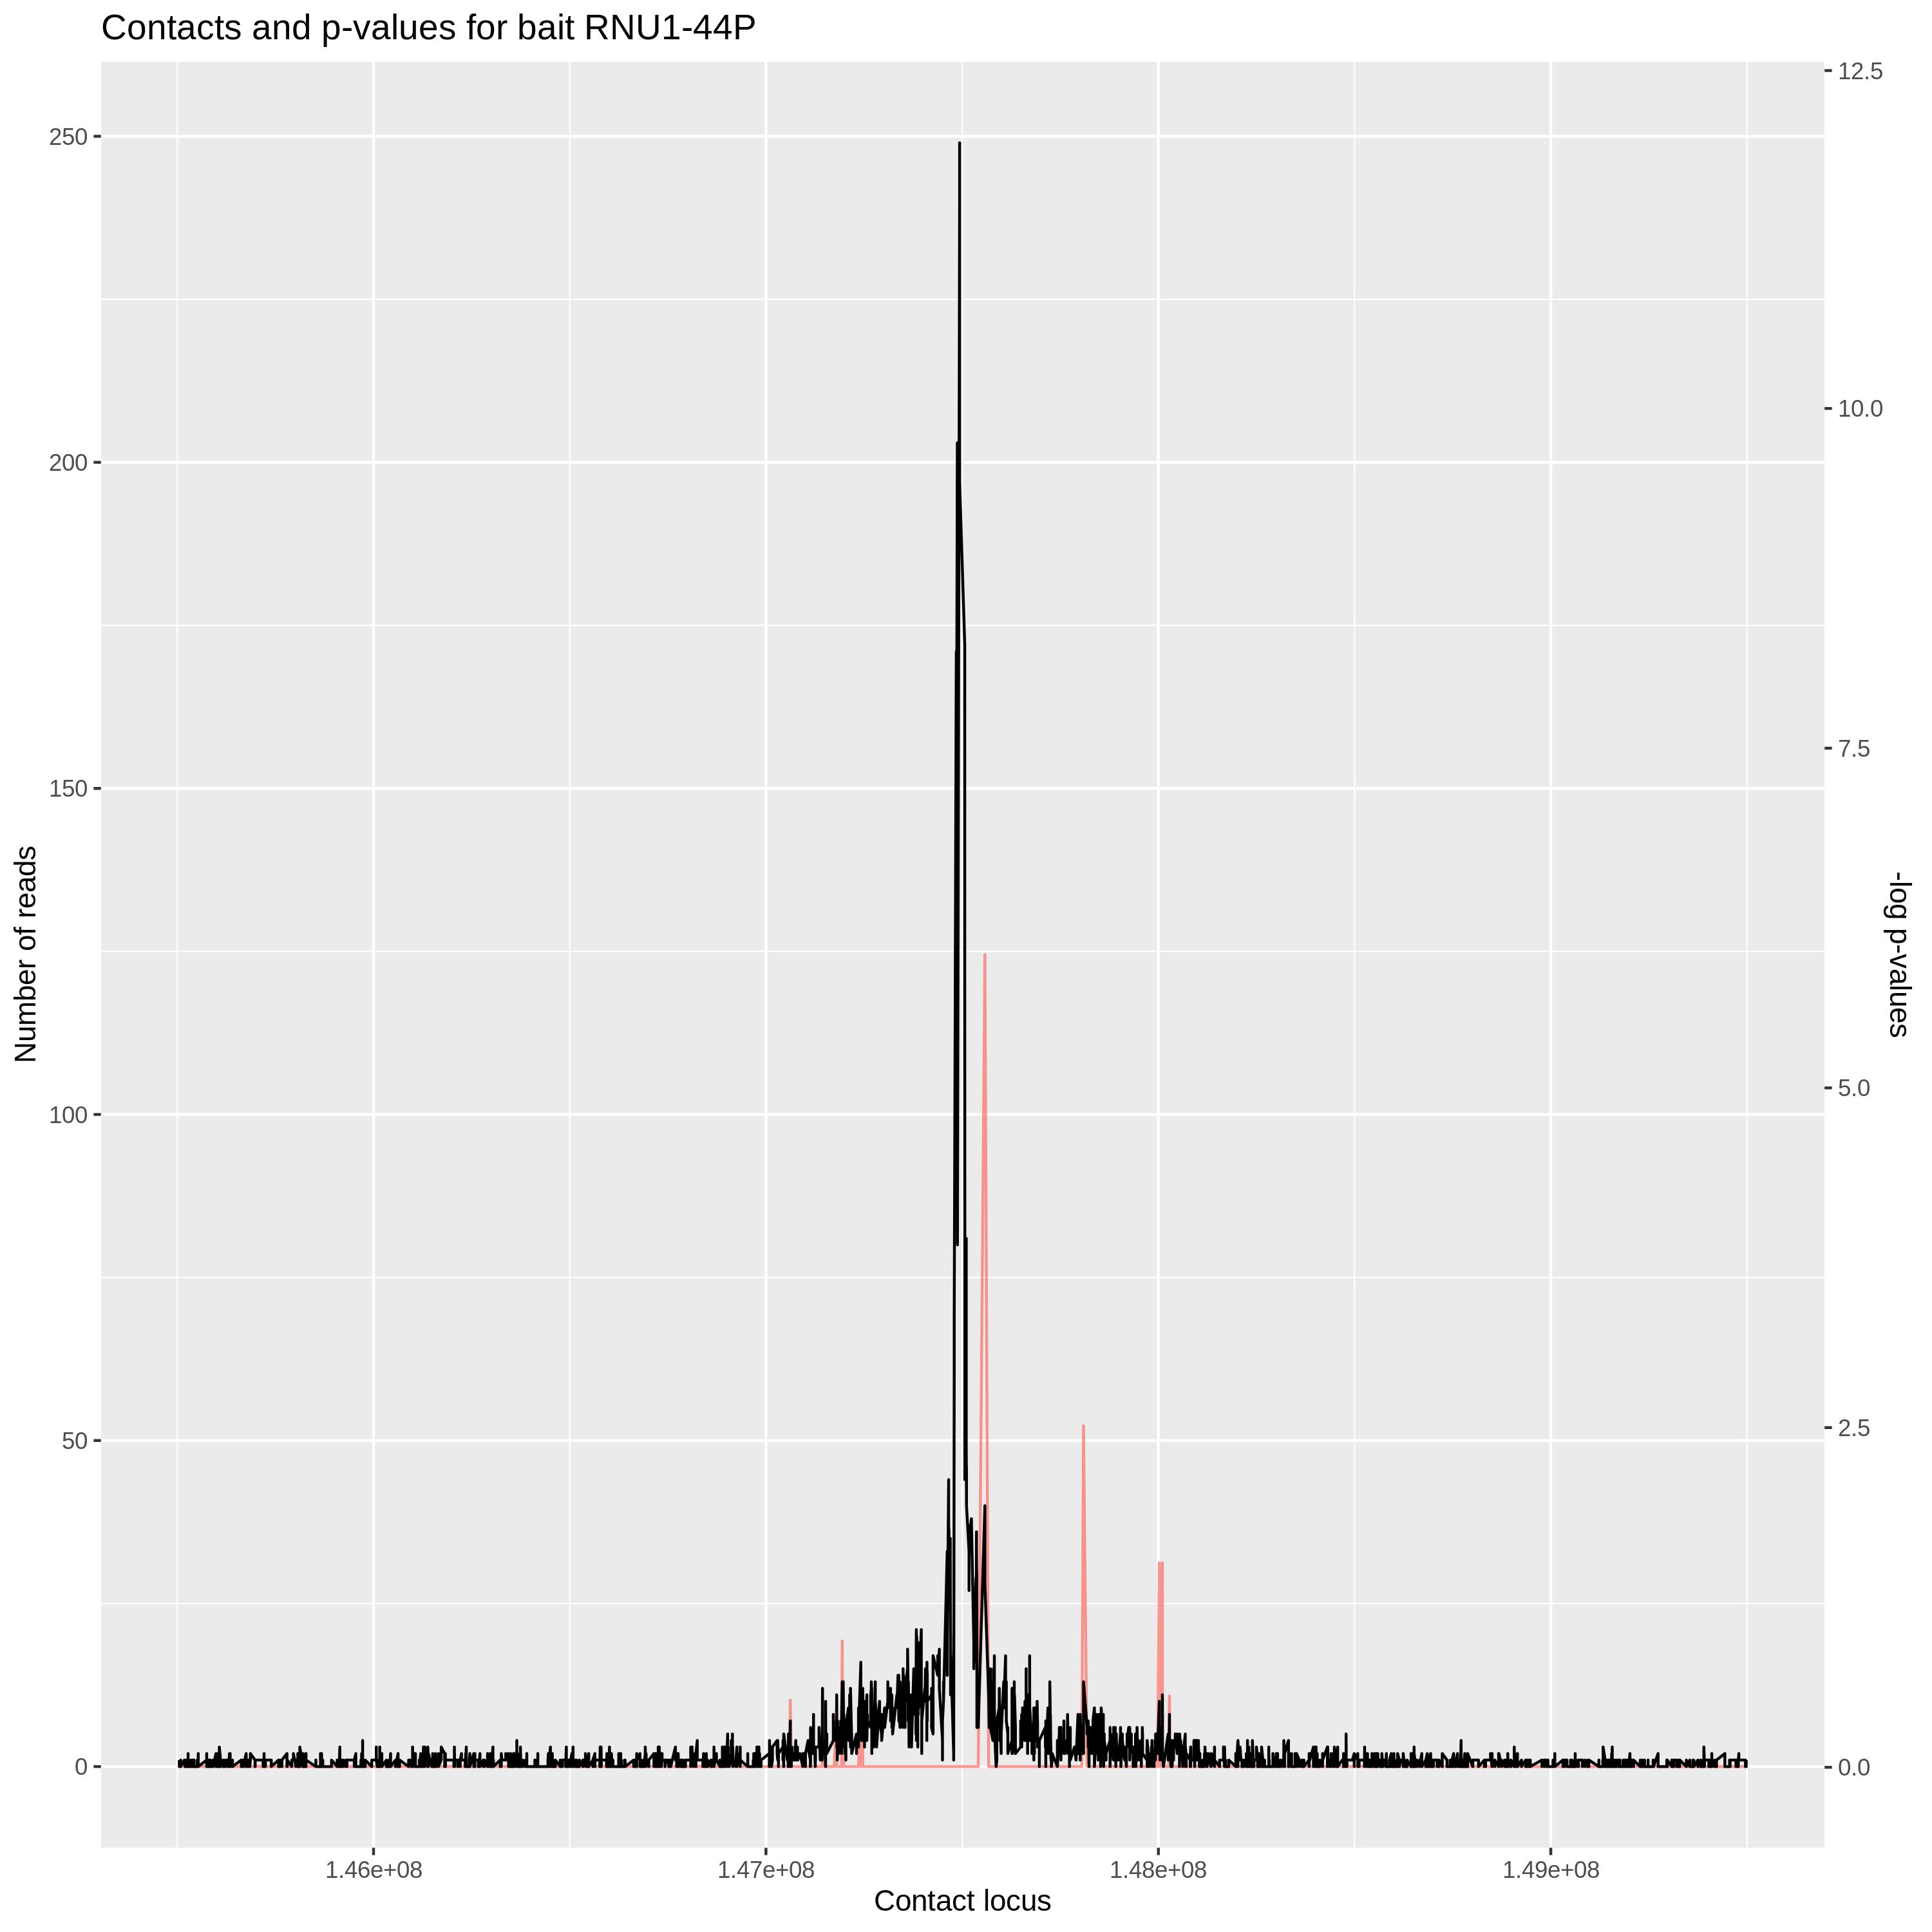 Contacts and p-values for bait RNU1-44P
250
200
150
100
50
0
Number of reads
12.5
10.0
7.5
5.0
2.5
0.0
-log p-values
1.46e+08
1.47e+08
1.48e+08
1.49e+08
Contact locus